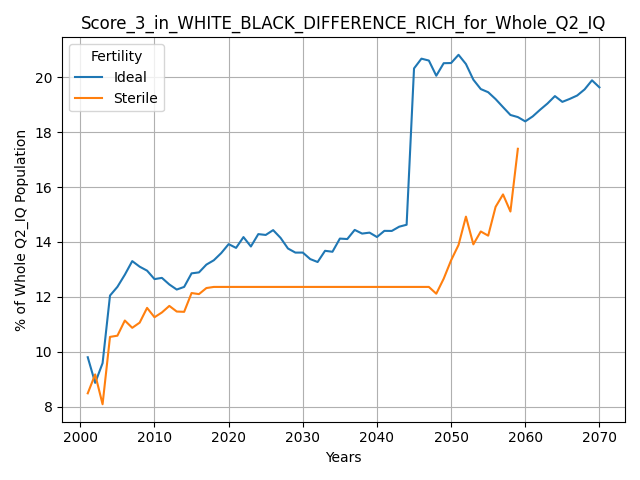 Score_3_in_WHITE_BLACK_DIFFERENCE_RICH_for_Whole_Q2_IQ
Fertility
Ideal
Sterile
% of Whole Q2_IQ Population
20
18
16
14
12
10
8
2000 2010 2020 2030 2040 2050 2060 2070
Years